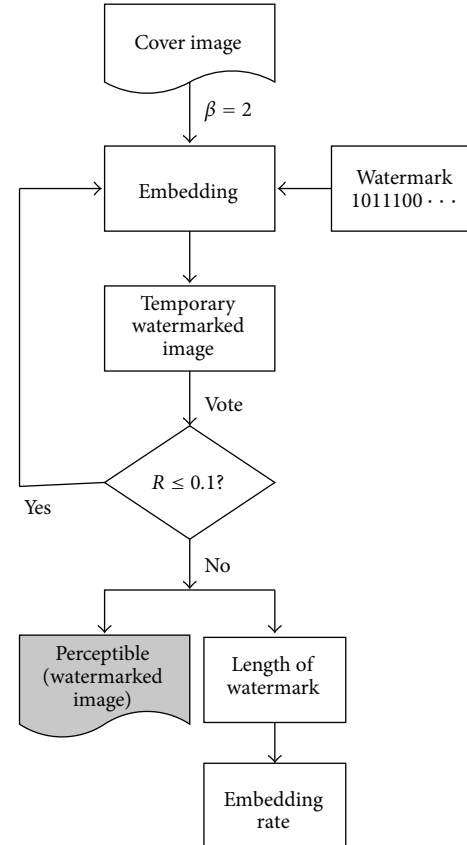 Cover image
β = 2
Embedding
Watermark
1011100 · · ·
Temporary
watermarked
image
Vote
R ≤ 0.1?
Yes
No
Perceptible
(watermarked
image)
Length of
watermark
Embedding
rate